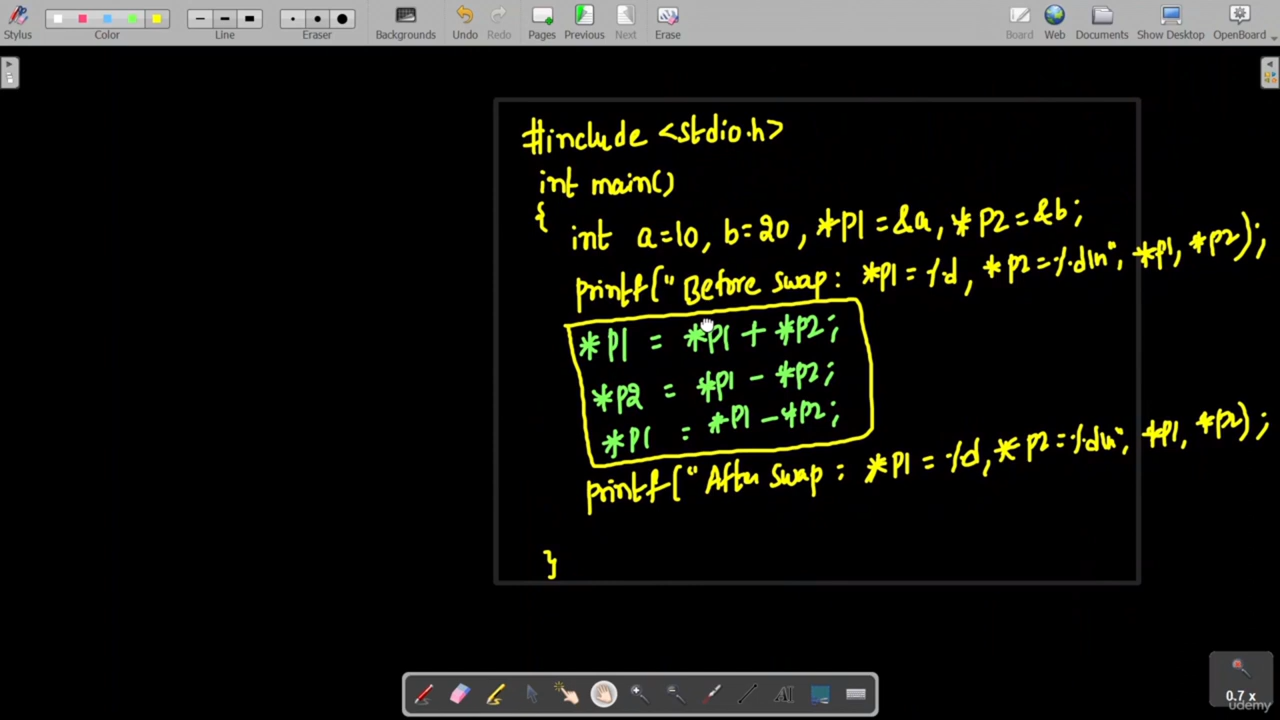 Stylus Color Line Eraser Backgrounds Undo Redo Pages Previous Next Erase Board Web Documents Show Desktop OpenBoard
#include <stdio.h>
int main()
{
int a=10, b=20, *P1=&a, *P2=&b;
printf("Before swap: *P1=%d, *P2=%d\n", *P1, *P2);
*P1 = *P1 + *P2;
*P2 = *P1 - *P2;
*P1 = *P1 - *P2;
printf("After swap: *P1=%d, *P2=%d\n", *P1, *P2);
}
0.7 x
udemy